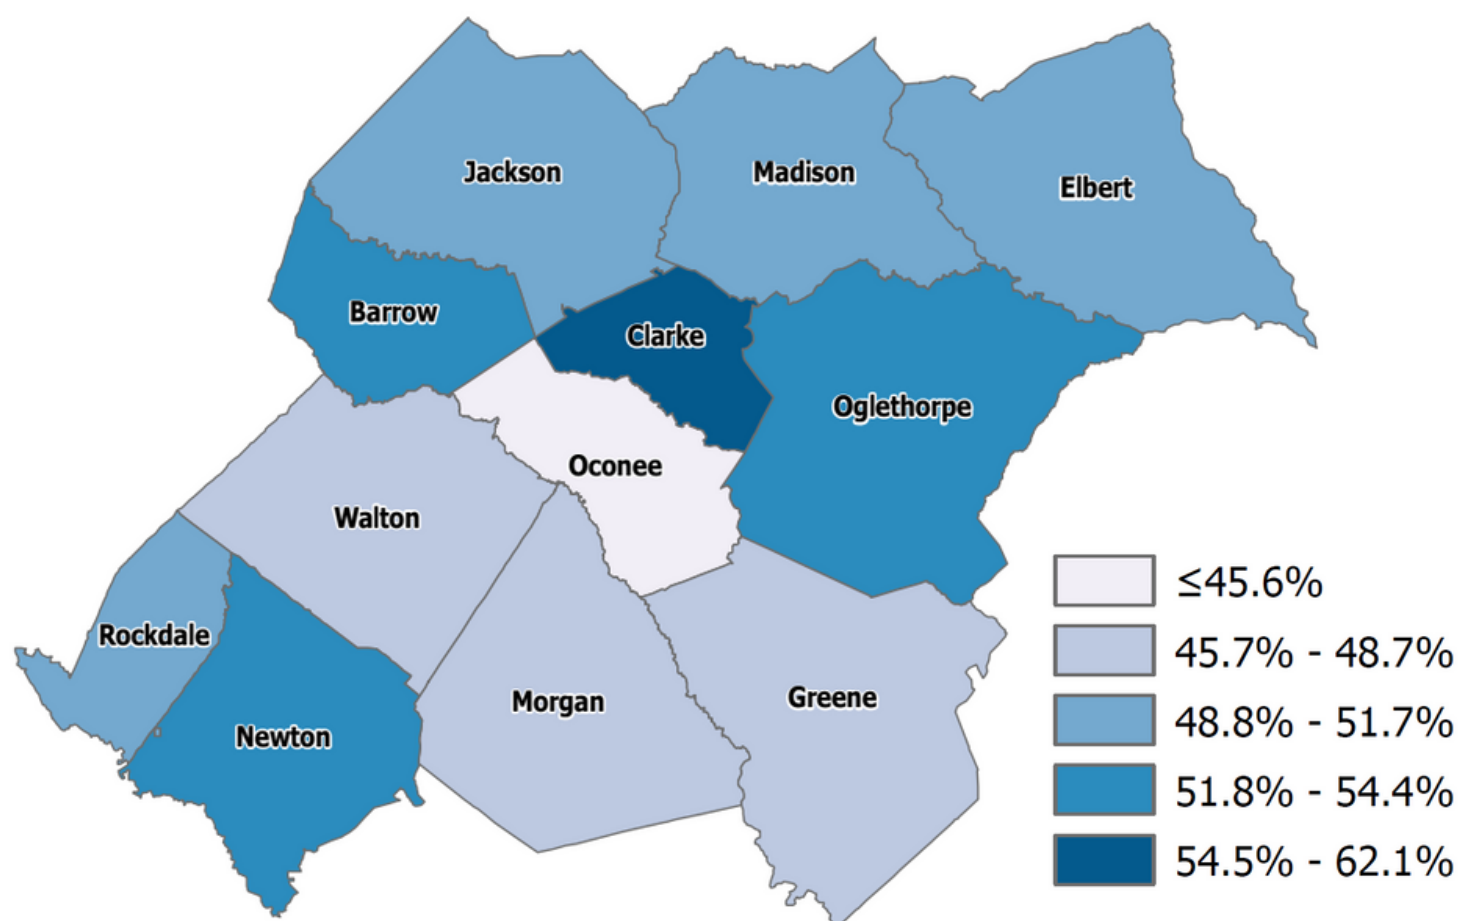 Jackson
Madison
Elbert
Barrow
Clarke
Oglethorpe
Oconee
Walton
Rockdale
Morgan
Greene
Newton
≤45.6%
45.7% - 48.7%
48.8% - 51.7%
51.8% - 54.4%
54.5% - 62.1%